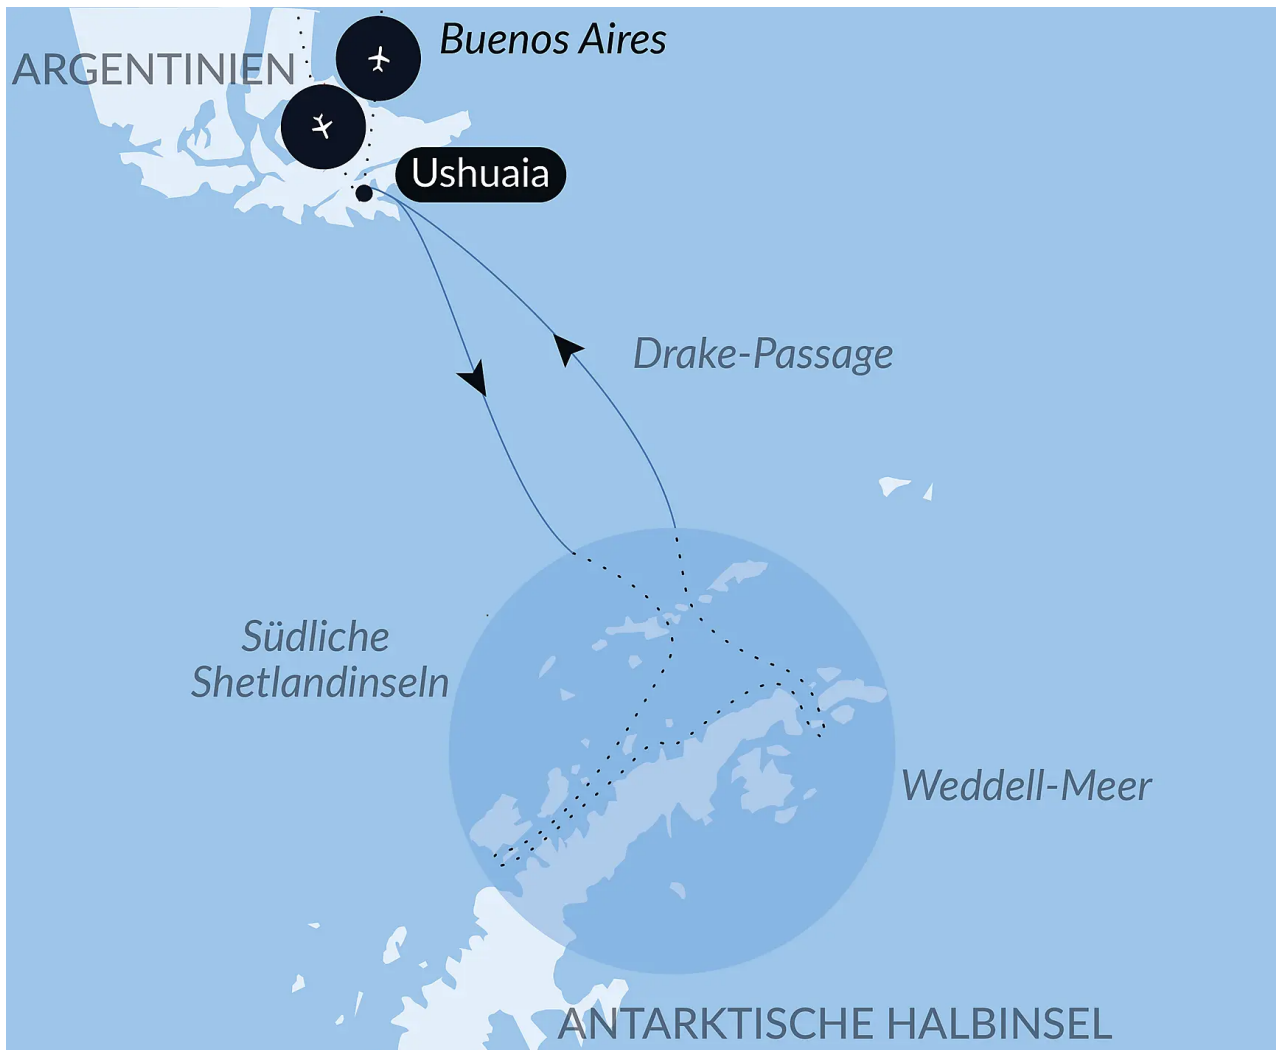 Buenos Aires
ARGENTINIEN
Ushuaia
Drake-Passage
Südliche
Shetlandinseln
Weddell-Meer
ANTARKTISCHE HALBINSEL